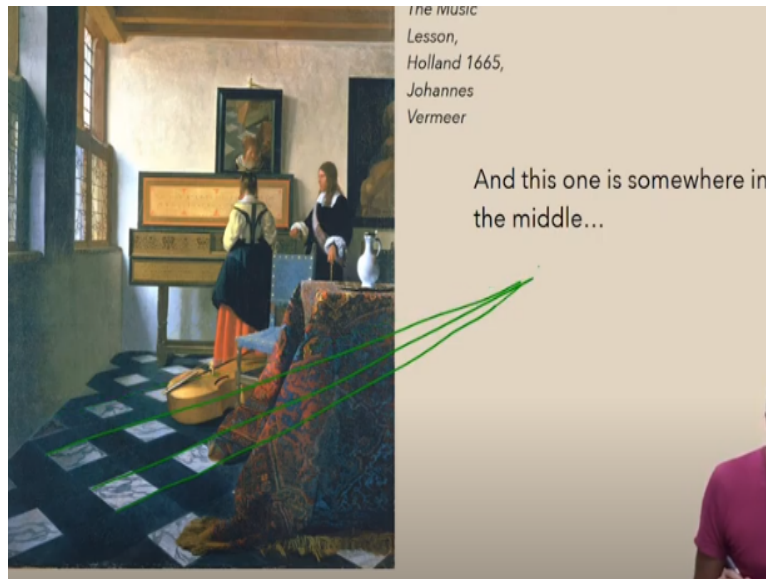 The Music
Lesson,
Holland 1665,
Johannes
Vermeer
And this one is somewhere in
the middle...